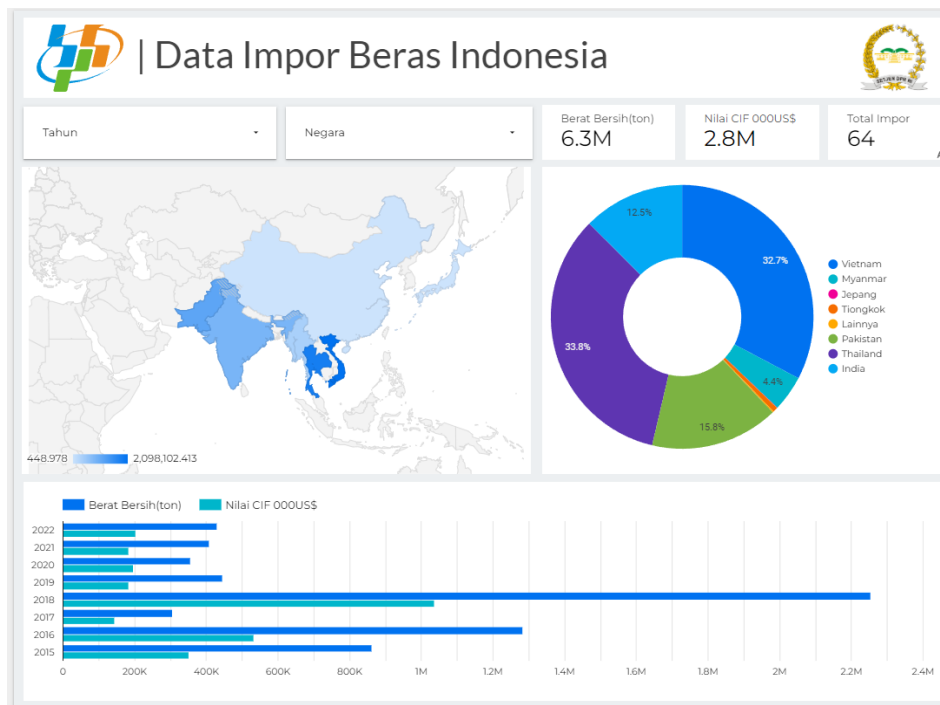 | Data Impor Beras Indonesia
SETJEN DPR RI
Tahun
Negara
Berat Bersih(ton)
6.3M
Nilai CIF 000US$
2.8M
Total Impor
64
448.978
2,098,102.413
12.5%
32.7%
33.8%
4.4%
15.8%
Vietnam
Myanmar
Jepang
Tiongkok
Lainnya
Pakistan
Thailand
India
Berat Bersih(ton)
Nilai CIF 000US$
2022
2021
2020
2019
2018
2017
2016
2015
0
200K
400K
600K
800K
1M
1.2M
1.4M
1.6M
1.8M
2M
2.2M
2.4M